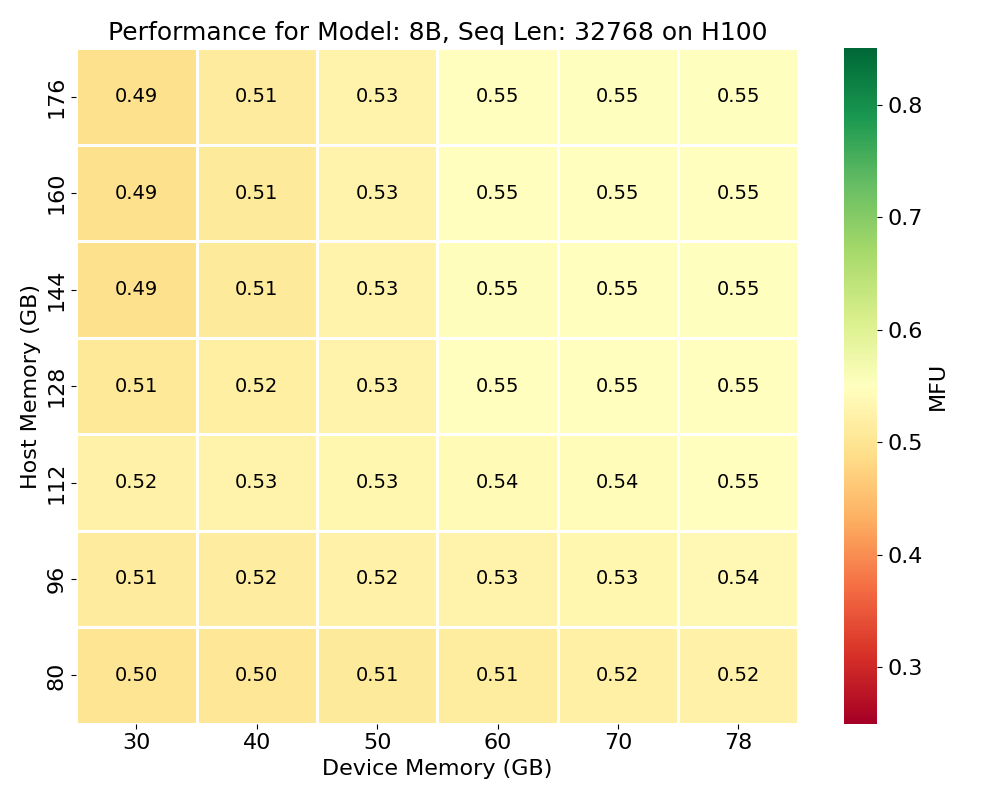 Performance for Model: 8B, Seq Len: 32768 on H100
Host Memory (GB)
176 0.49 0.51 0.53 0.55 0.55 0.55
160 0.49 0.51 0.53 0.55 0.55 0.55
144 0.49 0.51 0.53 0.55 0.55 0.55
128 0.51 0.52 0.53 0.55 0.55 0.55
112 0.52 0.53 0.53 0.54 0.54 0.55
96 0.51 0.52 0.52 0.53 0.53 0.54
80 0.50 0.50 0.51 0.51 0.52 0.52
30 40 50 60 70 78
Device Memory (GB)
0.8
0.7
0.6
0.5
0.4
0.3
MFU